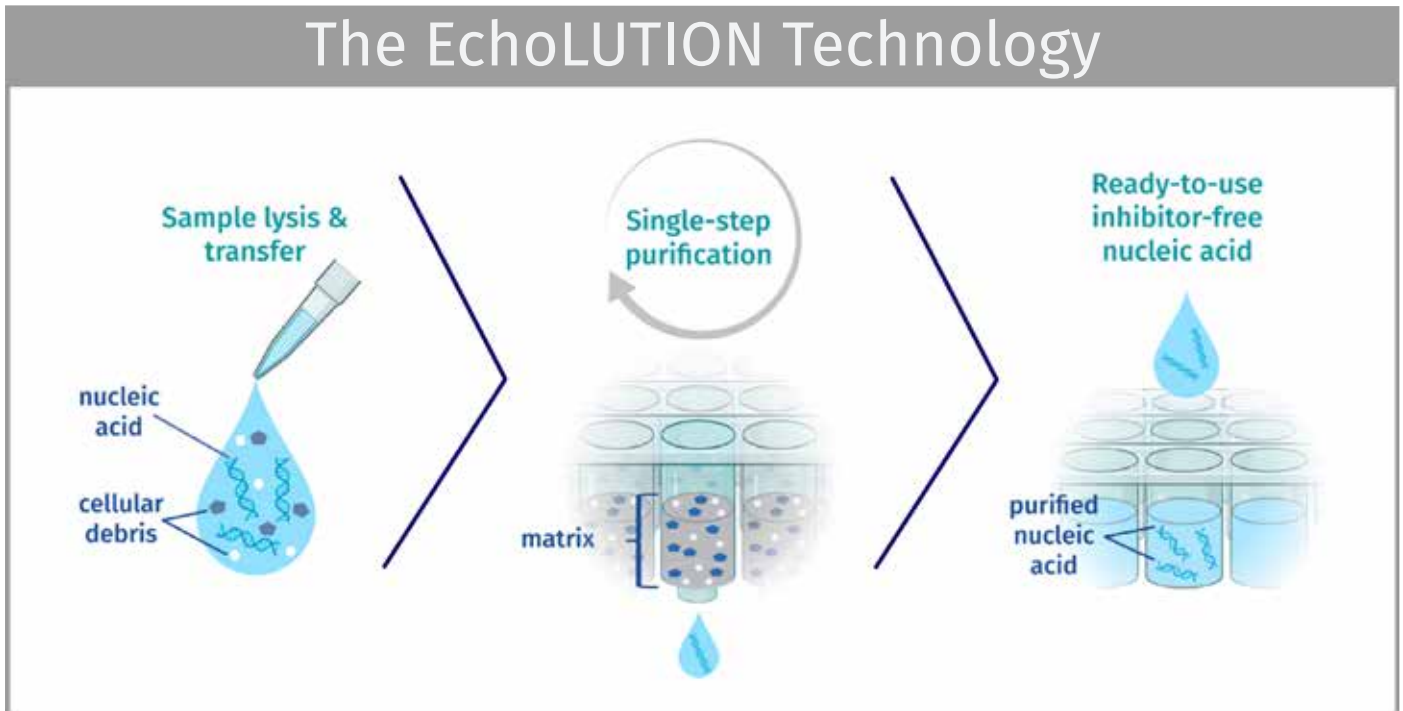 The EchoLUTION Technology
Sample lysis &
transfer
nucleic
acid
cellular
debris
Single-step
purification
matrix
Ready-to-use
inhibitor-free
nucleic acid
purified
nucleic
acid